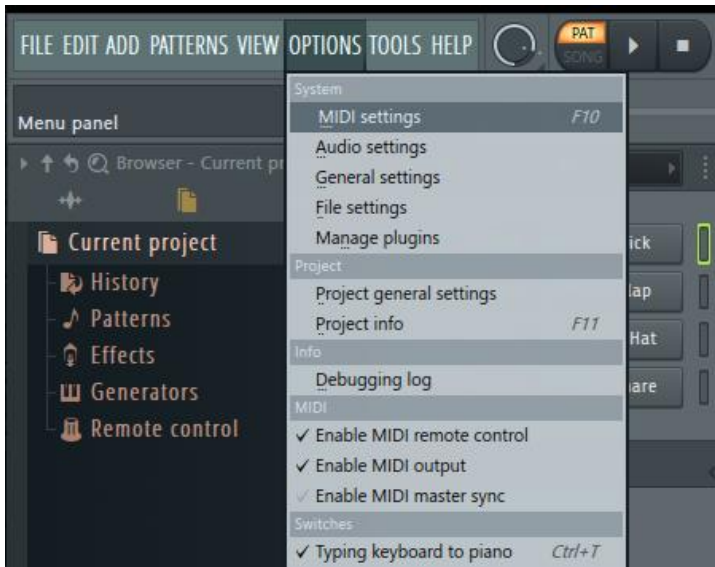 FILE EDIT ADD PATTERNS VIEW OPTIONS TOOLS HELP
PAT
SONG
Menu panel
Browser - Current pr
Current project
History
Patterns
Effects
Generators
Remote control
System
MIDI settings F10
Audio settings
General settings
File settings
Manage plugins
Project
Project general settings
Project info F11
Info
Debugging log
MIDI
✓ Enable MIDI remote control
✓ Enable MIDI output
✓ Enable MIDI master sync
Switches
✓ Typing keyboard to piano Ctrl+T
ick
lap
Hat
are